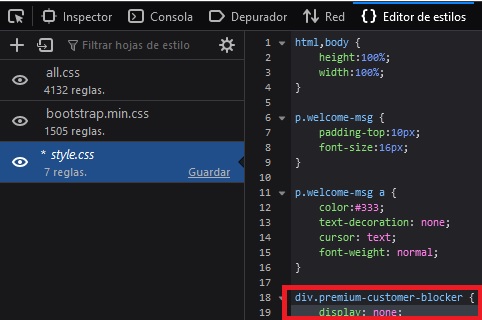 Inspector Consola Depurador Red {} Editor de estilos
Filtrar hojas de estilo
all.css
4132 reglas.
bootstrap.min.css
1505 reglas.
* style.css
7 reglas. Guardar
1 html,body {
2 height:100%;
3 width:100%;
4 }
5
6 p.welcome-msg {
7 padding-top:10px;
8 font-size:16px;
9 }
10
11 p.welcome-msg a {
12 color:#333;
13 text-decoration: none;
14 cursor: text;
15 font-weight: normal;
16 }
17
18 div.premium-customer-blocker {
19 display: none;